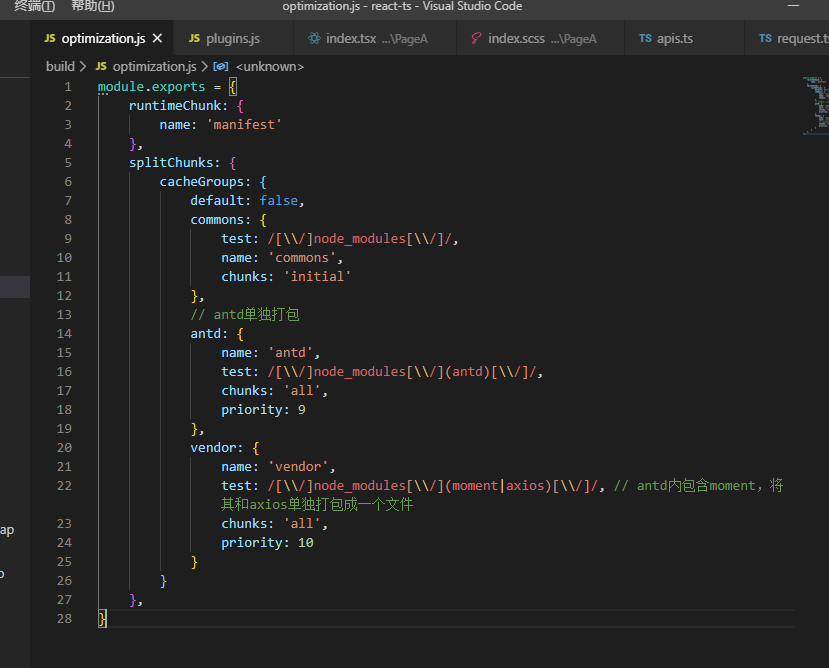 终端(T) 帮助(H) optimization.js - react-ts - Visual Studio Code
JS optimization.js JS plugins.js index.tsx ...\PageA index.scss ...\PageA TS apis.ts TS request.t
build > JS optimization.js > <unknown>
1 module.exports = {
2 runtimeChunk: {
3 name: 'manifest'
4 },
5 splitChunks: {
6 cacheGroups: {
7 default: false,
8 commons: {
9 test: /[\\/]node_modules[\\/]/,
10 name: 'commons',
11 chunks: 'initial'
12 },
13 // antd单独打包
14 antd: {
15 name: 'antd',
16 test: /[\\/]node_modules[\\/](antd)[\\/]/,
17 chunks: 'all',
18 priority: 9
19 },
20 vendor: {
21 name: 'vendor',
22 test: /[\\/]node_modules[\\/](moment|axios)[\\/]/, // antd内包含moment，将
其和axios单独打包成一个文件
23 chunks: 'all',
ap
24 priority: 10
25 }
26 }
27 },
28 }